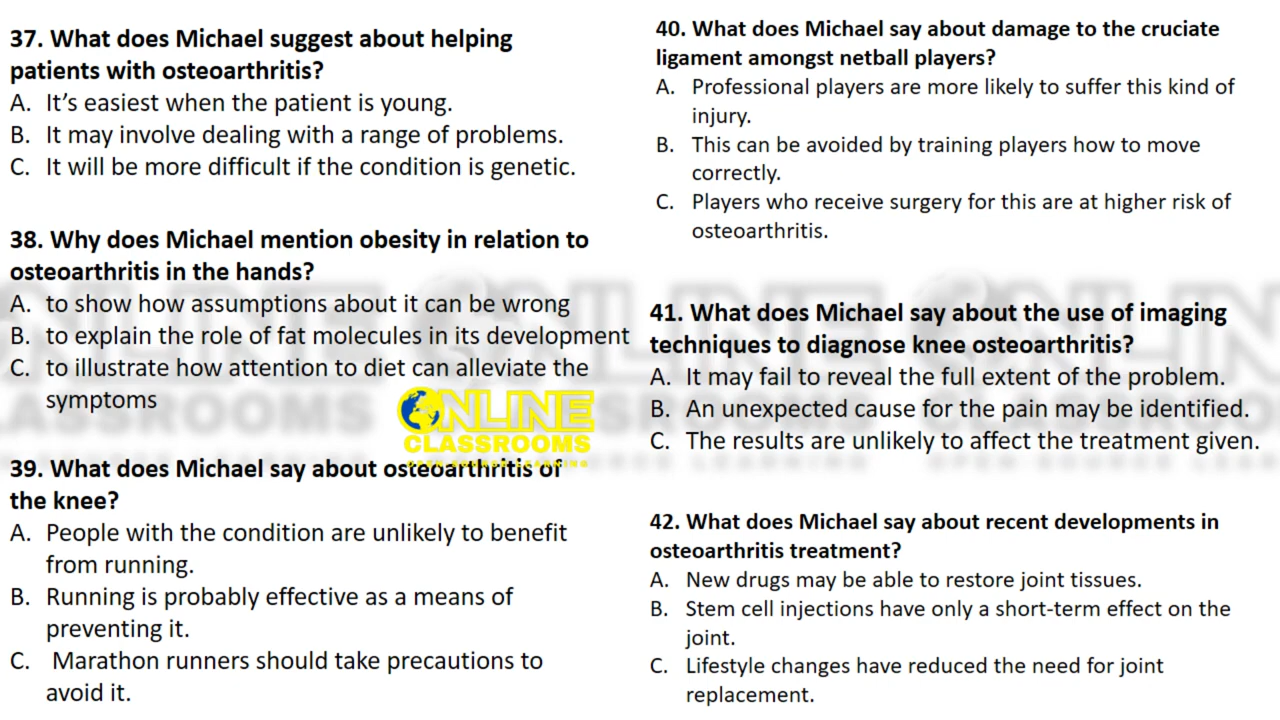 37. What does Michael suggest about helping
patients with osteoarthritis?
A. It's easiest when the patient is young.
B. It may involve dealing with a range of problems.
C. It will be more difficult if the condition is genetic.
38. Why does Michael mention obesity in relation to
osteoarthritis in the hands?
A. to show how assumptions about it can be wrong
B. to explain the role of fat molecules in its development
C. to illustrate how attention to diet can alleviate the
symptoms
39. What does Michael say about osteoarthritis of
the knee?
A. People with the condition are unlikely to benefit
from running.
B. Running is probably effective as a means of
preventing it.
C. Marathon runners should take precautions to
avoid it.
40. What does Michael say about damage to the cruciate
ligament amongst netball players?
A. Professional players are more likely to suffer this kind of
injury.
B. This can be avoided by training players how to move
correctly.
C. Players who receive surgery for this are at higher risk of
osteoarthritis.
41. What does Michael say about the use of imaging
techniques to diagnose knee osteoarthritis?
A. It may fail to reveal the full extent of the problem.
B. An unexpected cause for the pain may be identified.
C. The results are unlikely to affect the treatment given.
42. What does Michael say about recent developments in
osteoarthritis treatment?
A. New drugs may be able to restore joint tissues.
B. Stem cell injections have only a short-term effect on the
joint.
C. Lifestyle changes have reduced the need for joint
replacement.
ONLINE
CLASSROOMS
OPEN-SOURCE LEARNING